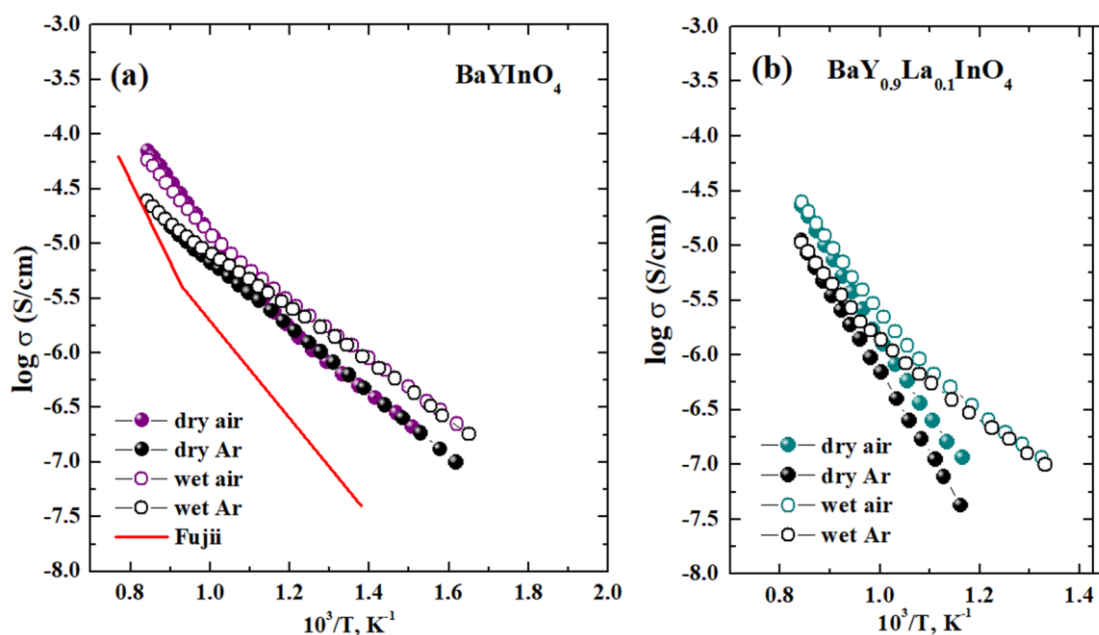 (a)
BaYInO₄
-3.0
-3.5
-4.0
-4.5
-5.0
-5.5
-6.0
-6.5
-7.0
-7.5
-8.0
log σ (S/cm)
dry air
dry Ar
wet air
wet Ar
Fujii
0.8 1.0 1.2 1.4 1.6 1.8 2.0
10³/T, K⁻¹
(b) BaY₀.₉La₀.₁InO₄
-3.0
-3.5
-4.0
-4.5
-5.0
-5.5
-6.0
-6.5
-7.0
-7.5
-8.0
log σ (S/cm)
dry air
dry Ar
wet air
wet Ar
0.8 1.0 1.2 1.4
10³/T, K⁻¹